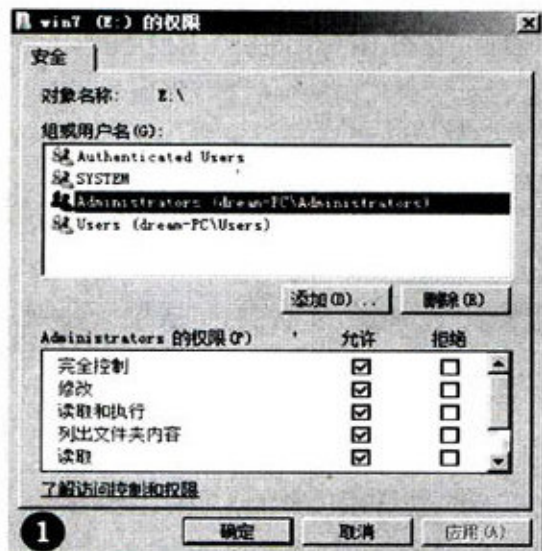 win7 (E:) 的权限
安全
对象名称: E:\
组或用户名(G):
Authenticated Users
SYSTEM
Administrators (dream-PC\Administrators)
Users (dream-PC\Users)
添加(D)... 删除(R)
Administrators 的权限(P) 允许 拒绝
完全控制
修改
读取和执行
列出文件夹内容
读取
了解访问控制和权限
1 确定 取消 应用(A)